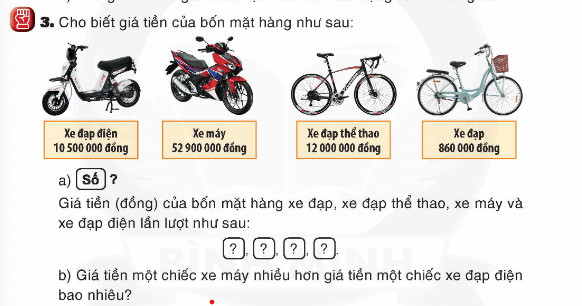 3. Cho biết giá tiền của bốn mặt hàng như sau:
Xe đạp điện
10 500 000 đồng
Xe máy
52 900 000 đồng
Xe đạp thể thao
12 000 000 đồng
Xe đạp
860 000 đồng
a) Số ?
Giá tiền (đồng) của bốn mặt hàng xe đạp, xe đạp thể thao, xe máy và
xe đạp điện lần lượt như sau:
? , ? , ? , ? .
b) Giá tiền một chiếc xe máy nhiều hơn giá tiền một chiếc xe đạp điện
bao nhiêu?